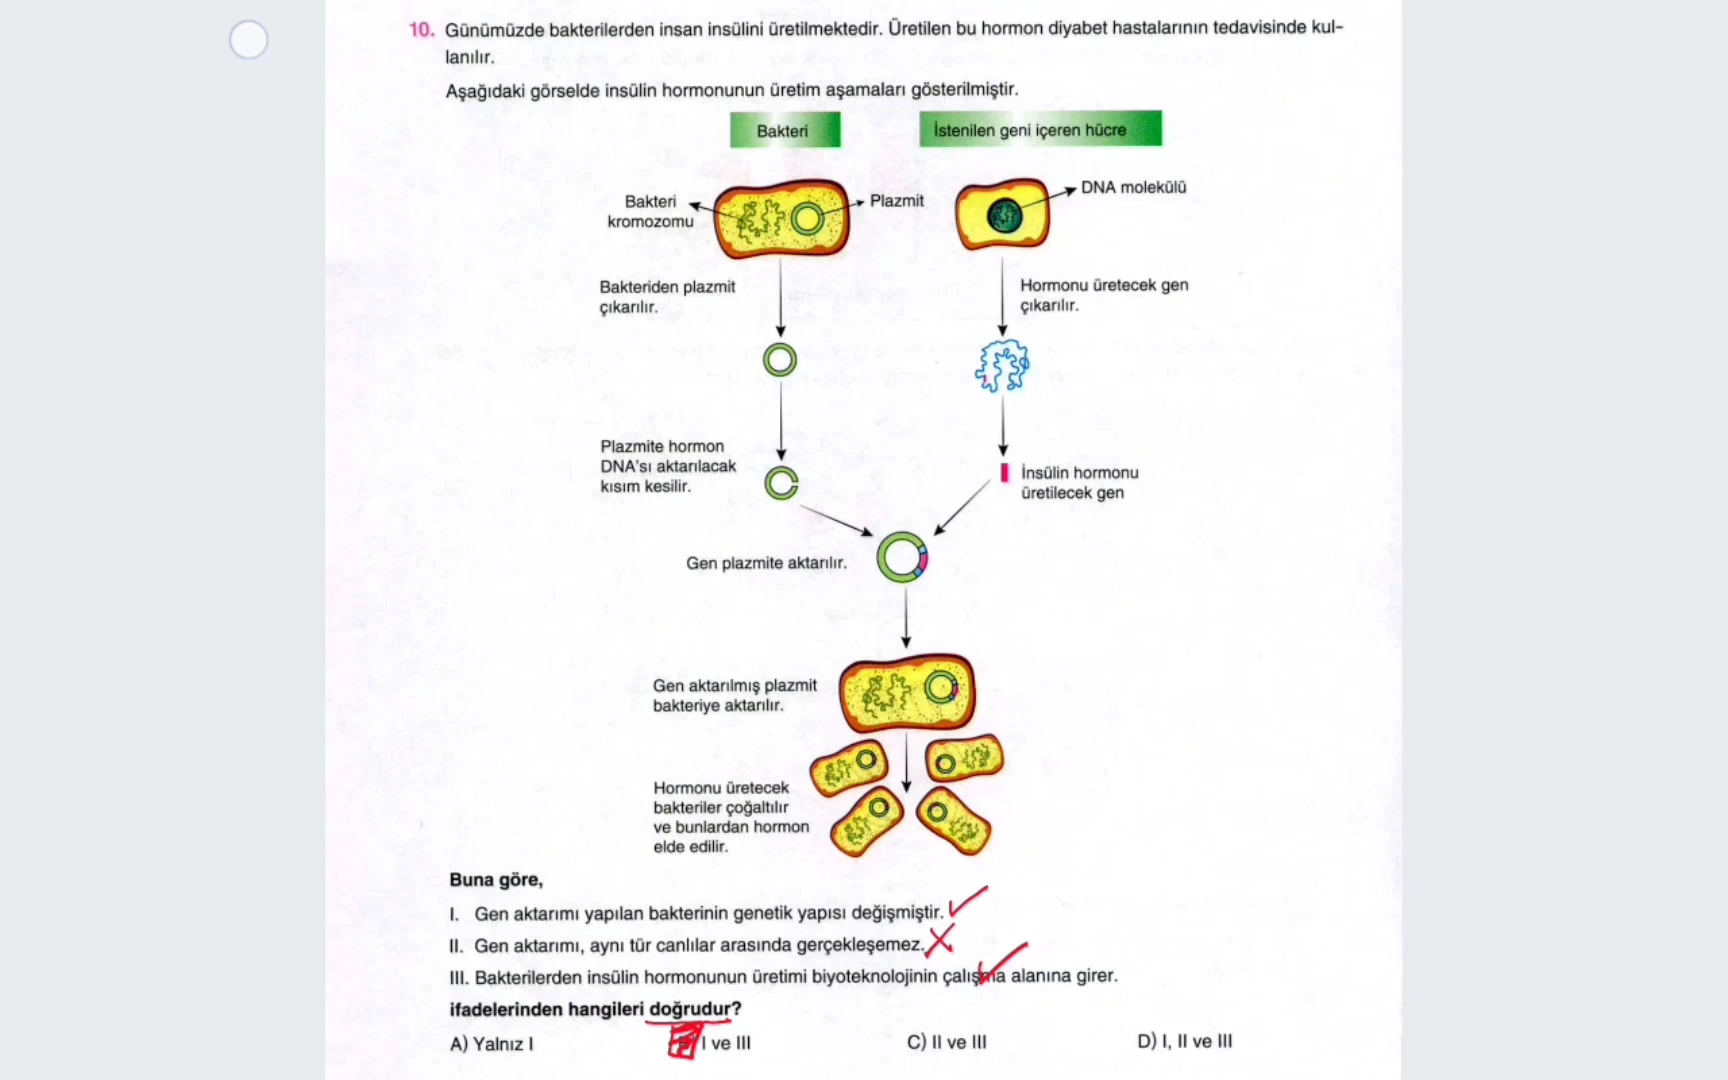 10. Günümüzde bakterilerden insan insülini üretilmektedir. Üretilen bu hormon diyabet hastalarının tedavisinde kul-
lanılır.
Aşağıdaki görselde insülin hormonunun üretim aşamaları gösterilmiştir.
Bakteri
İstenilen geni içeren hücre
Bakteri
kromozomu
Plazmit
DNA molekülü
Bakteriden plazmit
çıkarılır.
Hormonu üretecek gen
çıkarılır.
Plazmite hormon
DNA'sı aktarılacak
kısım kesilir.
İnsülin hormonu
üretilecek gen
Gen plazmite aktarılır.
Gen aktarılmış plazmit
bakteriye aktarılır.
Hormonu üretecek
bakteriler çoğaltılır
ve bunlardan hormon
elde edilir.
Buna göre,
I. Gen aktarımı yapılan bakterinin genetik yapısı değişmiştir.
II. Gen aktarımı, aynı tür canlılar arasında gerçekleşemez.
III. Bakterilerden insülin hormonunun üretimi biyoteknolojinin çalışma alanına girer.
ifadelerinden hangileri doğrudur?
A) Yalnız I
I ve III
C) II ve III
D) I, II ve III